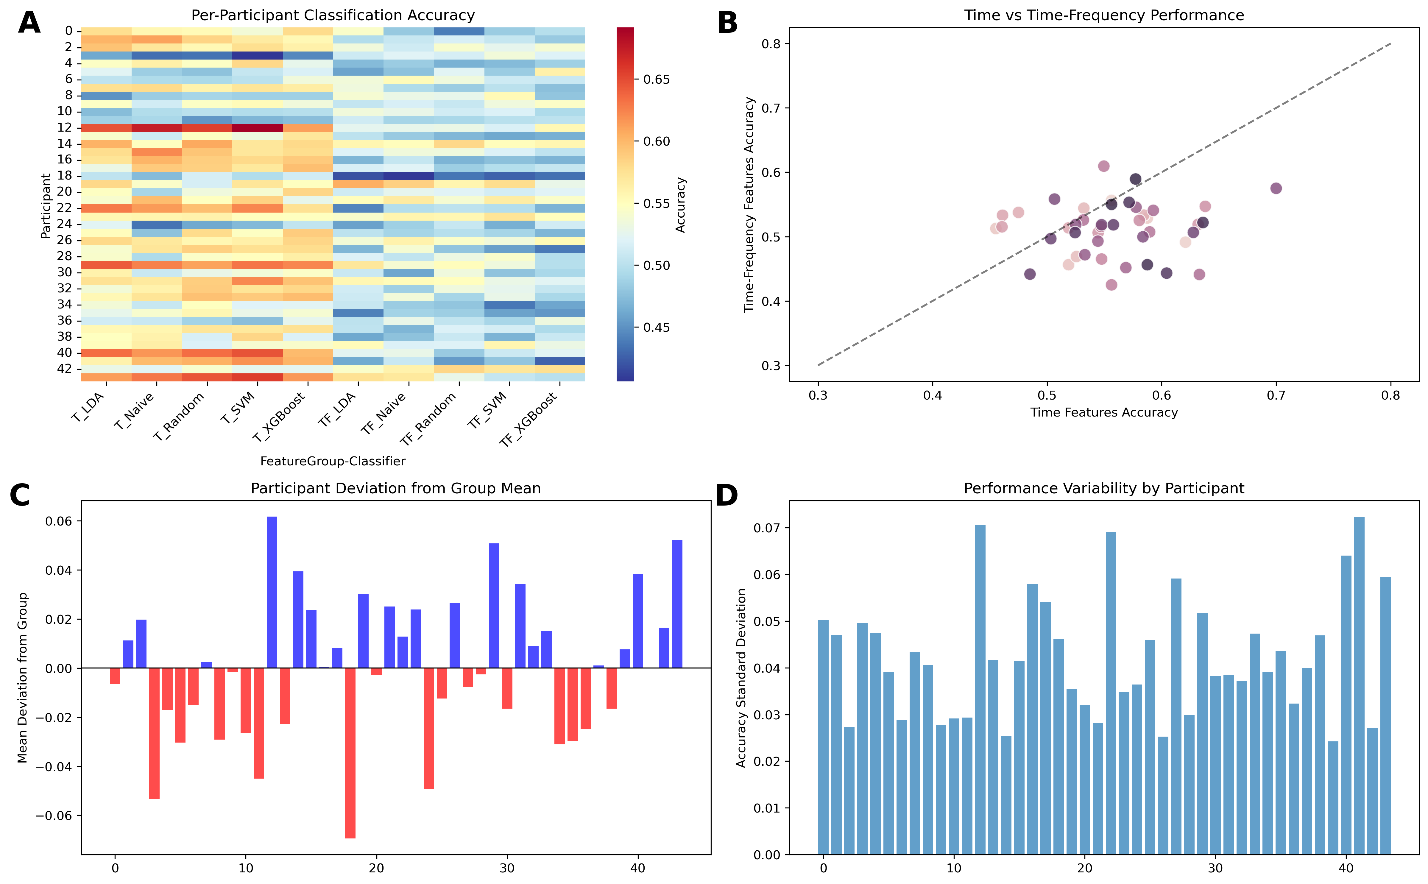 A
Per-Participant Classification Accuracy
0
2
4
6
8
10
12
14
16
18
20
22
24
26
28
30
32
34
36
38
40
42
Participant
T_LDA
T_Naive
T_Random
T_SVM
T_XGBoost
TF_LDA
TF_Naive
TF_Random
TF_SVM
TF_XGBoost
FeatureGroup-Classifier
0.65
0.60
0.55
0.50
0.45
Accuracy
B
Time vs Time-Frequency Performance
0.8
0.7
0.6
0.5
0.4
0.3
Time-Frequency Features Accuracy
0.3 0.4 0.5 0.6 0.7 0.8
Time Features Accuracy
C
Participant Deviation from Group Mean
0.06
0.04
0.02
0.00
−0.02
−0.04
−0.06
Mean Deviation from Group
0 10 20 30 40
D
Performance Variability by Participant
0.07
0.06
0.05
0.04
0.03
0.02
0.01
0.00
Accuracy Standard Deviation
0 10 20 30 40